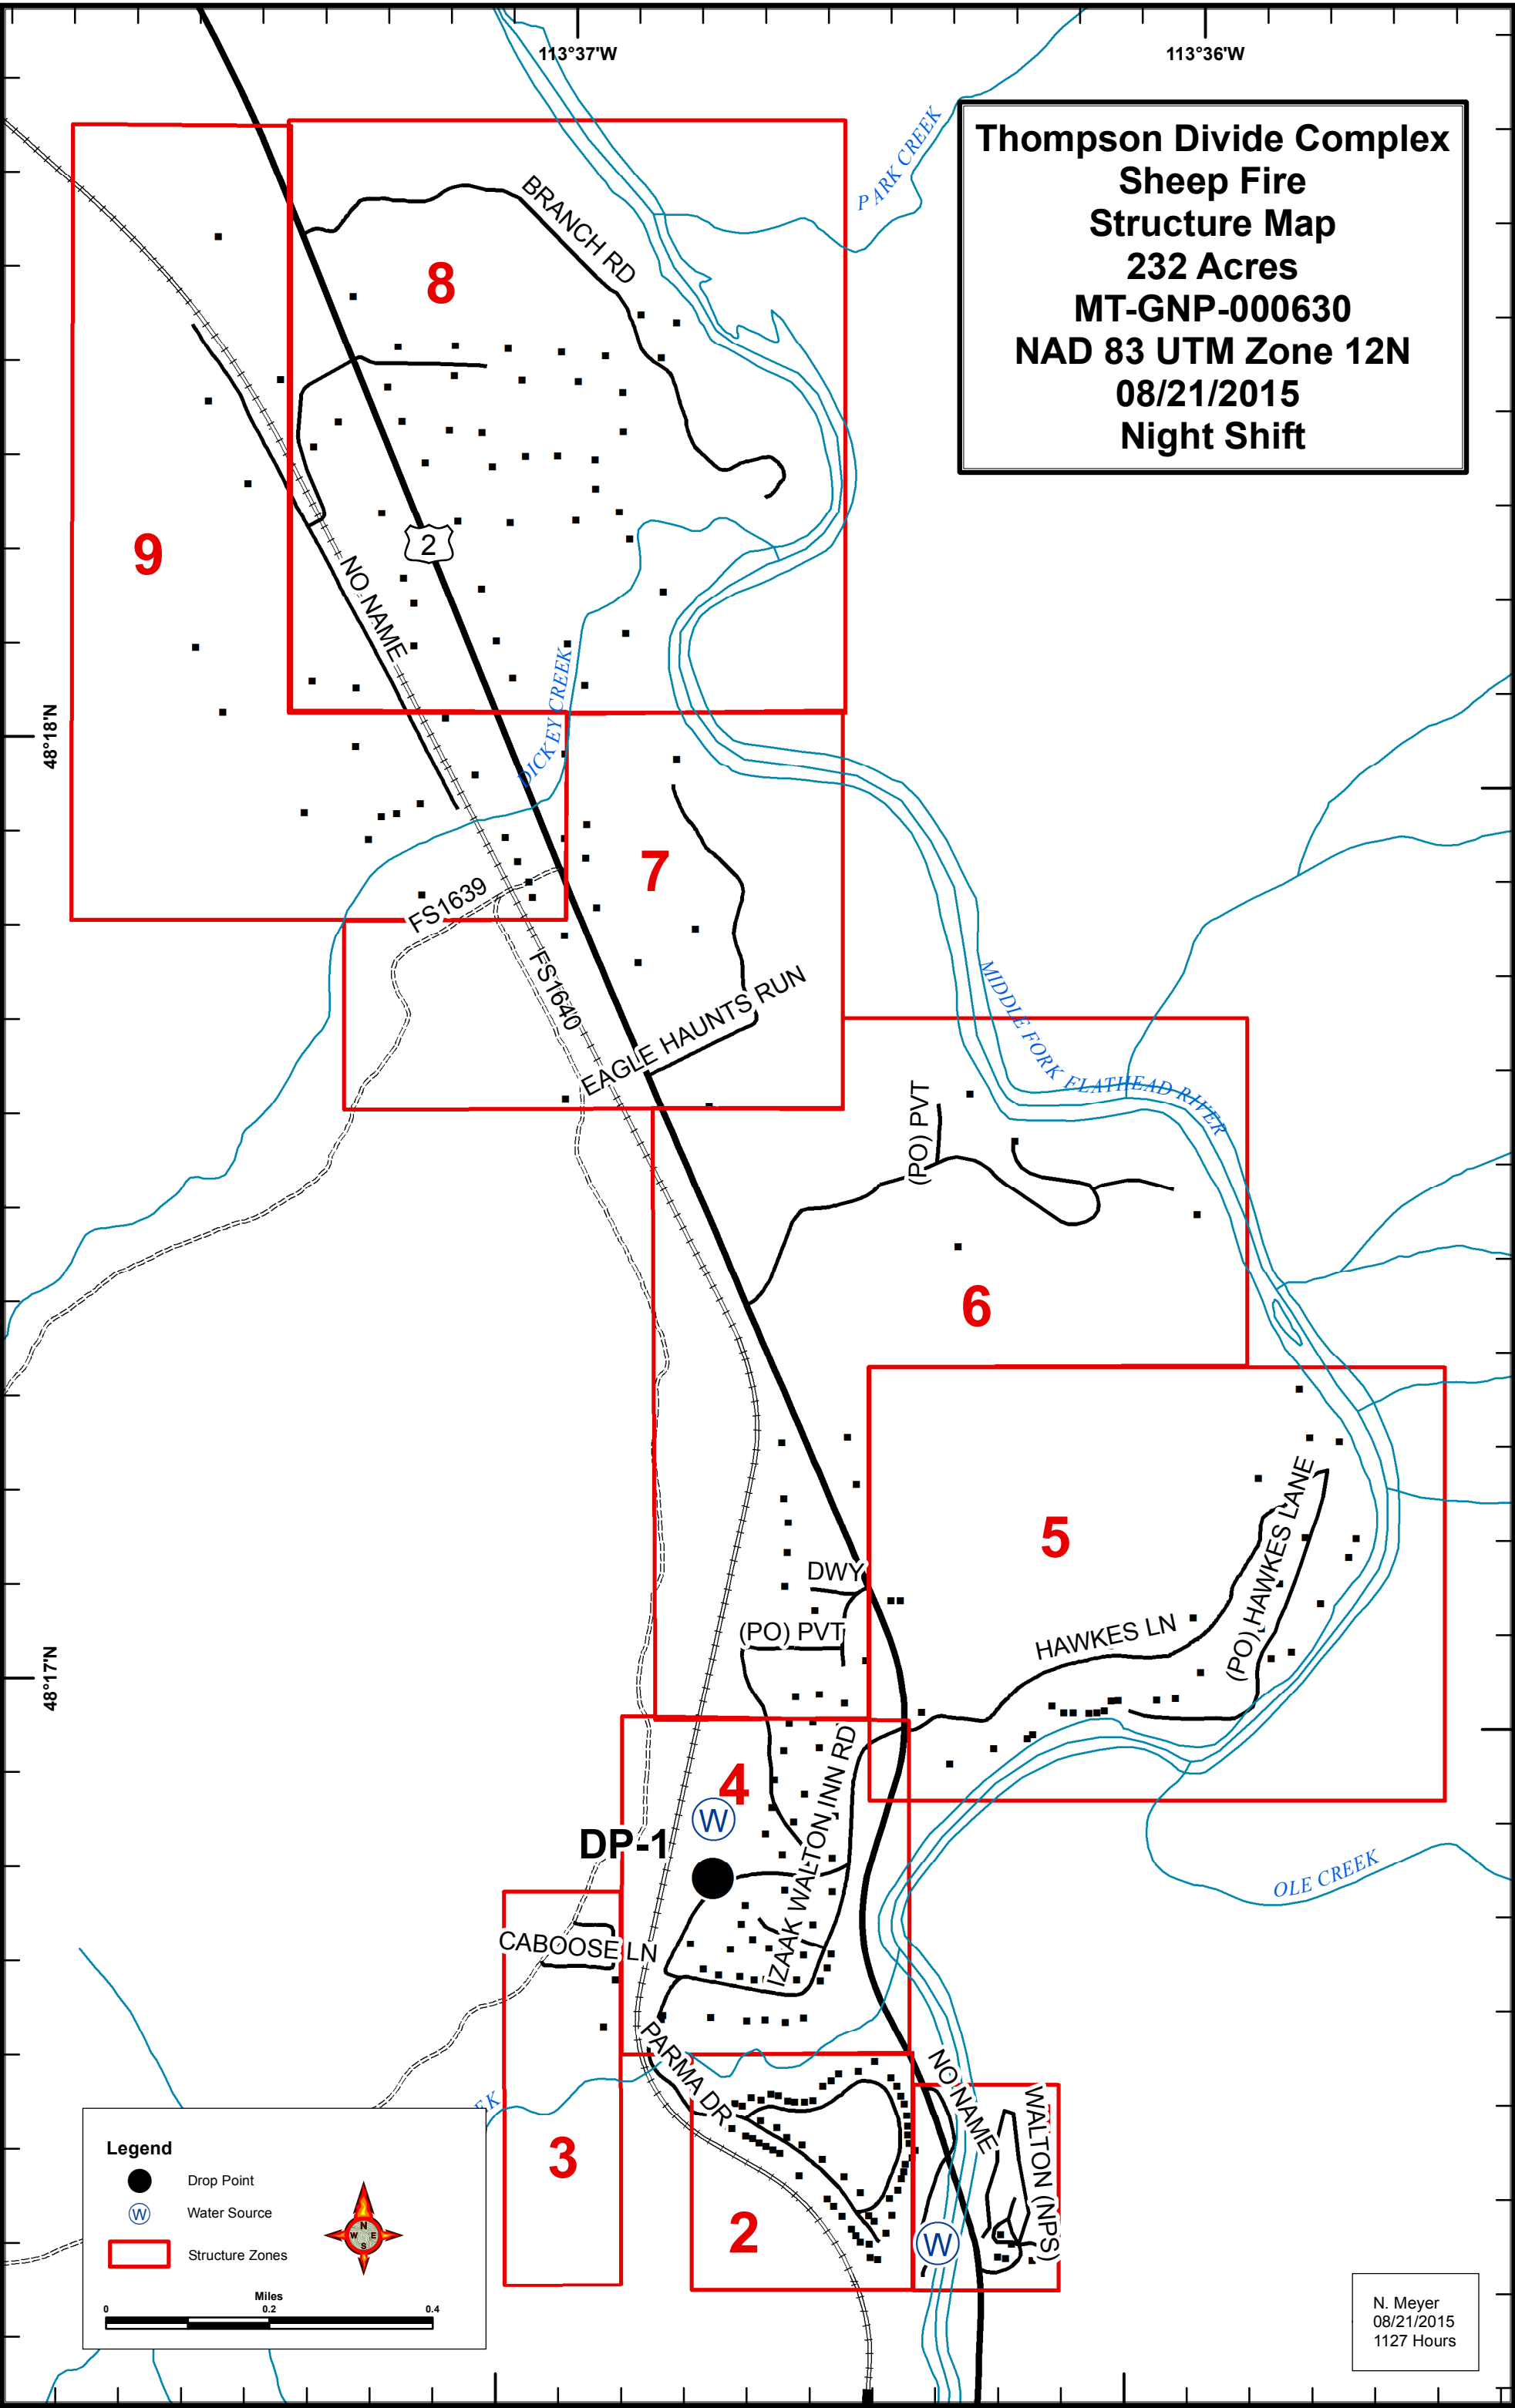 113°37'W
113°36'W
Thompson Divide Complex
Sheep Fire
Structure Map
232 Acres
MT-GNP-000630
NAD 83 UTM Zone 12N
08/21/2015
Night Shift
PARK CREEK
BRANCH RD
8
9
2
NO NAME
DICKEY CREEK
48°18'N
7
FS1639
FS1640
EAGLE HAUNTS RUN
MIDDLE FORK FLATHEAD RIVER
(PO) PVT
6
5
DWY
(PO) PVT
HAWKES LN
(PO) HAWKES LANE
48°17'N
4
W
DP-1
IZAAK WALTON INN RD
OLE CREEK
CABOOSE LN
PARMA DR
NO NAME
WALTON (NPS)
EK
3
2
W
Legend
Drop Point
W Water Source
Structure Zones
N
W E
S
Miles
0 0.2 0.4
N. Meyer
08/21/2015
1127 Hours